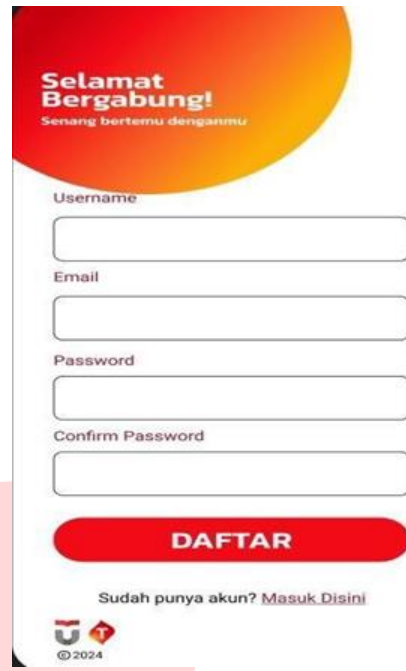 Selamat
Bergabung!
Senang bertemu denganmu
Username
Email
Password
Confirm Password
DAFTAR
Sudah punya akun? Masuk Disini
T
©2024